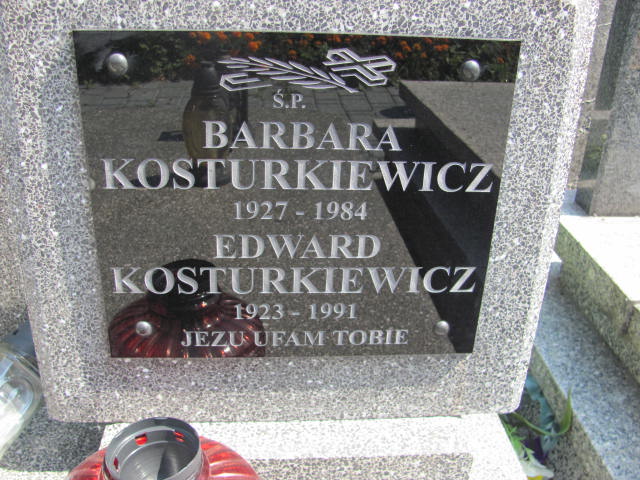 Ś.P.
BARBARA
KOSTURKIEWICZ
1927 - 1984
EDWARD
KOSTURKIEWICZ
1923 - 1991
JEZU UFAM TOBIE